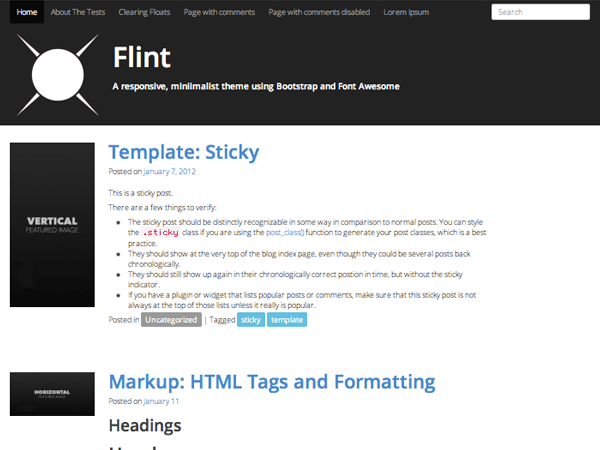 Home About The Tests Clearing Floats Page with comments Page with comments disabled Lorem Ipsum Search
Flint
A responsive, miniimalist theme using Bootstrap and Font Awesome
VERTICAL
FEATURED IMAGE
Template: Sticky
Posted on January 7, 2012
This is a sticky post.
There are a few things to verify:
The sticky post should be distinctly recognizable in some way in comparison to normal posts. You can style
the .sticky class if you are using the post_class() function to generate your post classes, which is a best
practice.
They should show at the very top of the blog index page, even though they could be several posts back
chronologically.
They should still show up again in their chronologically correct postion in time, but without the sticky
indicator.
If you have a plugin or widget that lists popular posts or comments, make sure that this sticky post is not
always at the top of those lists unless it really is popular.
Posted in Uncategorized | Tagged sticky template
HORIZONTAL
FEATURED IMAGE
Markup: HTML Tags and Formatting
Posted on January 11
Headings